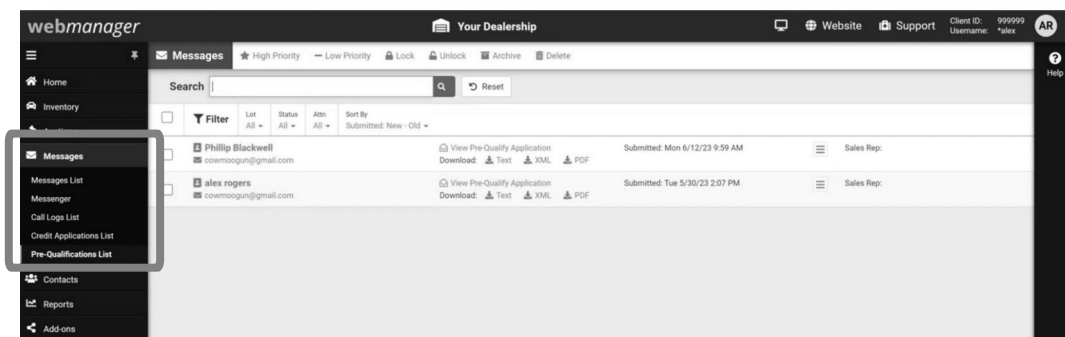 webmanager
Your Dealership
Website
Support
Client ID: 999999
Username: *alex
AR
Messages
High Priority
Low Priority
Lock
Unlock
Archive
Delete
Help
Home
Inventory
Messages
Messages List
Messenger
Call Logs List
Credit Applications List
Pre-Qualifications List
Contacts
Reports
Add-ons
Search
Reset
Filter
Lot
All
Status
All
Attn
All
Sort By
Submitted: New - Old
Phillip Blackwell
cowmoogun@gmail.com
View Pre-Qualify Application
Download: Text XML PDF
Submitted: Mon 6/12/23 9:59 AM
Sales Rep:
alex rogers
cowmoogun@gmail.com
View Pre-Qualify Application
Download: Text XML PDF
Submitted: Tue 5/30/23 2:07 PM
Sales Rep: